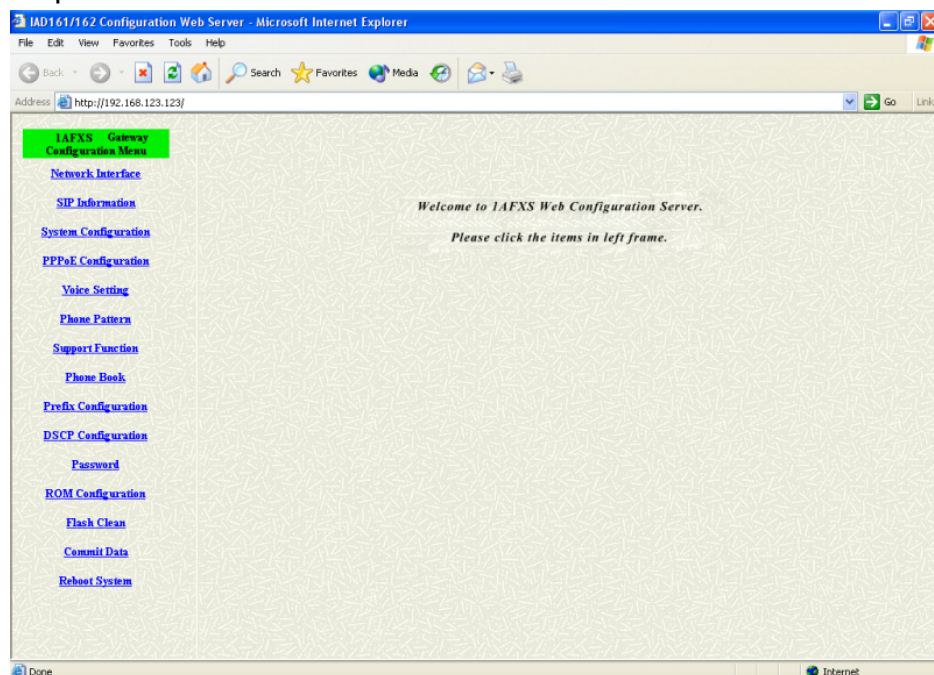 IAD161/162 Configuration Web Server - Microsoft Internet Explorer
File Edit View Favorites Tools Help
Back Search Favorites Media
Address http://192.168.123.123/ Go
1AFXS Gateway
Configuration Menu
Network Interface
SIP Information
System Configuration
PPPoE Configuration
Voice Setting
Phone Pattern
Support Function
Phone Book
Prefix Configuration
DSCP Configuration
Password
ROM Configuration
Flash Clean
Commit Data
Reboot System
Welcome to 1AFXS Web Configuration Server.
Please click the items in left frame.
Done Internet